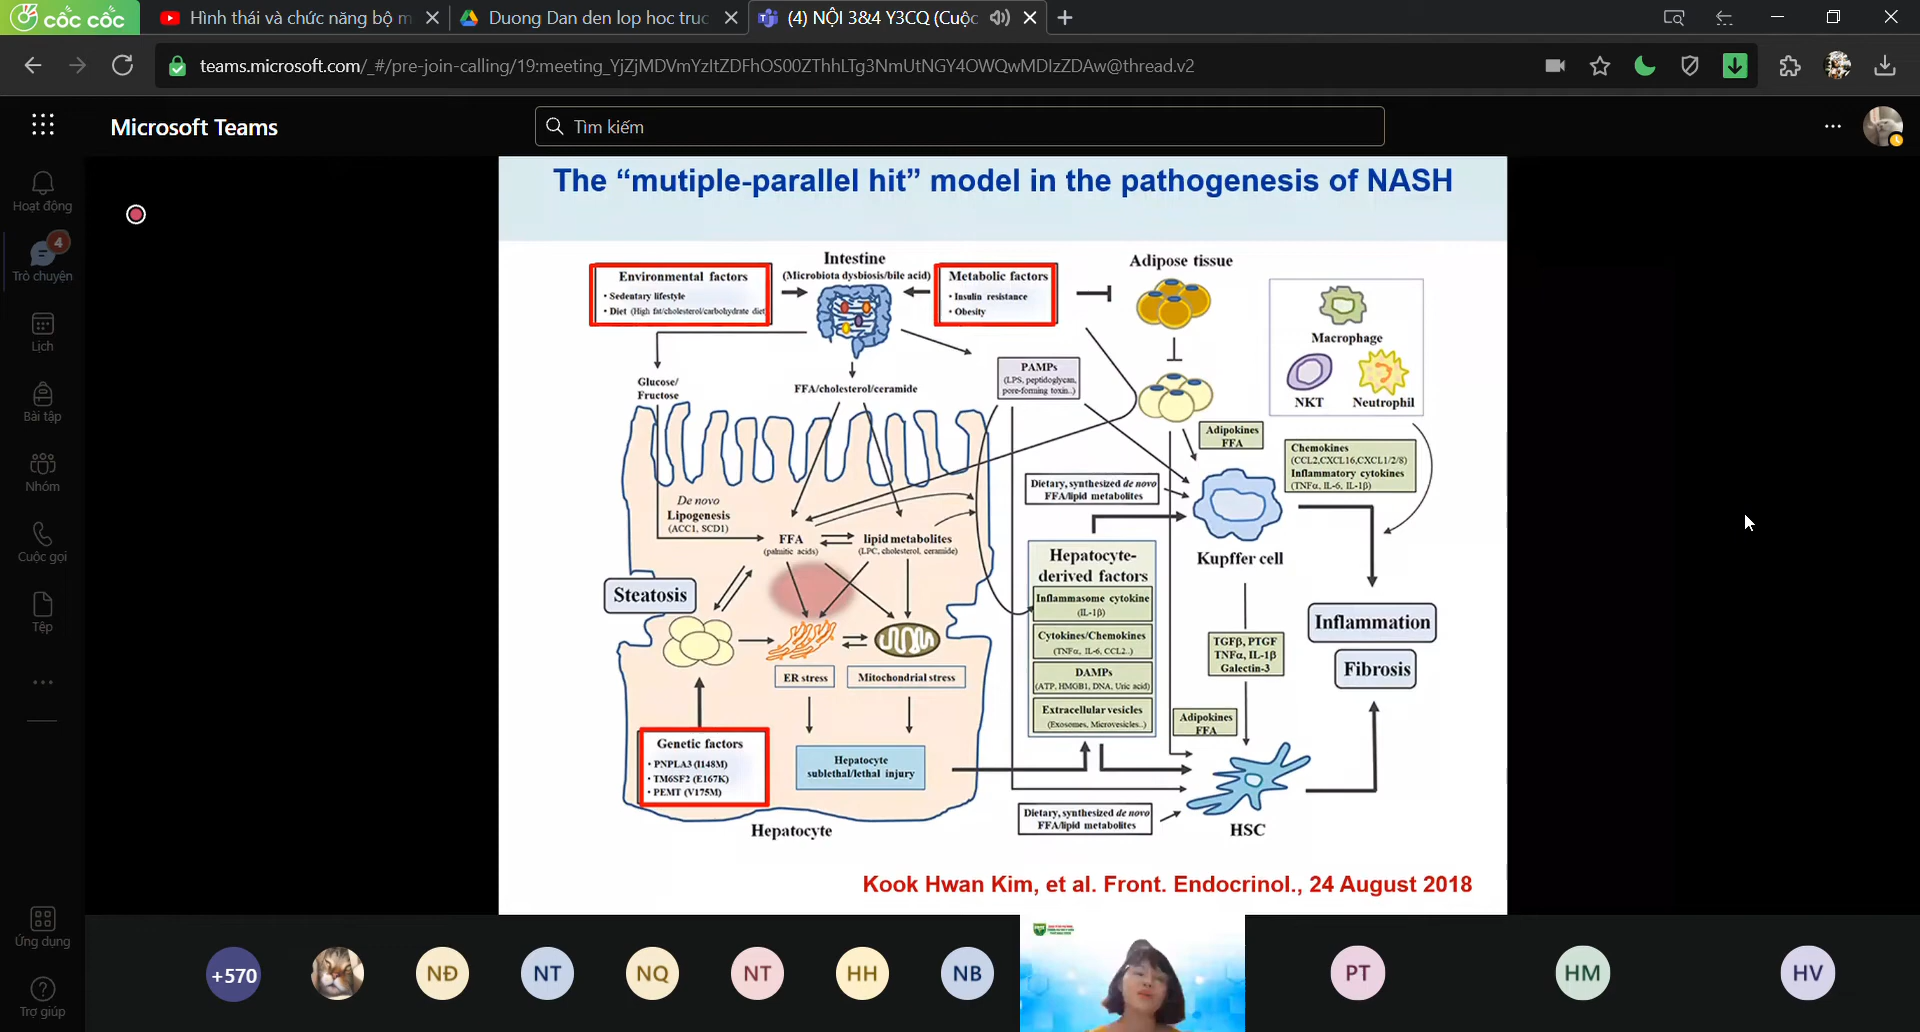 cốc cốc
Hình thái và chức năng bộ m
Duong Dan den lop hoc truc
(4) NỘI 3&4 Y3CQ (Cuộc
teams.microsoft.com/_#/pre-join-calling/19:meeting_YjZjMDVmYzItZDFhOS00ZThhLTg3NmUtNGY4OWQwMDIzZDAw@thread.v2
Microsoft Teams
Tìm kiếm
Hoạt động
4
Trò chuyện
Lịch
Bài tập
Nhóm
Cuộc gọi
Tệp
Ứng dụng
Trợ giúp
The “mutiple-parallel hit” model in the pathogenesis of NASH
Environmental factors
• Sedentary lifestyle
• Diet (High fat/cholesterol/carbohydrate diet
Intestine
(Microbiota dysbiosis/bile acid)
Metabolic factors
• Insulin resistance
• Obesity
Adipose tissue
Macrophage
NKT
Neutrophil
PAMPs
(LPS, peptidoglycan,
pore-forming toxin..)
Glucose/
Fructose
FFA/cholesterol/ceramide
Adipokines
FFA
Chemokines
(CCL2,CXCL16,CXCL1/2/8)
Inflammatory cytokines
(TNFα, IL-6, IL-1β)
Dietary, synthesized de novo
FFA/lipid metabolites
De novo
Lipogenesis
(ACC1, SCD1)
FFA
(palmitic acids)
lipid metabolites
(LPC, cholesterol, ceramide)
Kupffer cell
Hepatocyte-
derived factors
Inflammasome cytokine
(IL-1β)
Cytokines/Chemokines
(TNFα, IL-6, CCL2..)
DAMPs
(ATP, HMGB1, DNA, Uric acid)
Extracellular vesicles
(Exosomes, Microvesicles..)
Steatosis
ER stress
Mitochondrial stress
TGFβ, PTGF
TNFα, IL-1β
Galectin-3
Inflammation
Fibrosis
Adipokines
FFA
Genetic factors
• PNPLA3 (I148M)
• TM6SF2 (E167K)
• PEMT (V175M)
Hepatocyte
sublethal/lethal injury
Dietary, synthesized de novo
FFA/lipid metabolites
Hepatocyte
HSC
Kook Hwan Kim, et al. Front. Endocrinol., 24 August 2018
+570
NĐ
NT
NQ
NT
HH
NB
PT
HM
HV